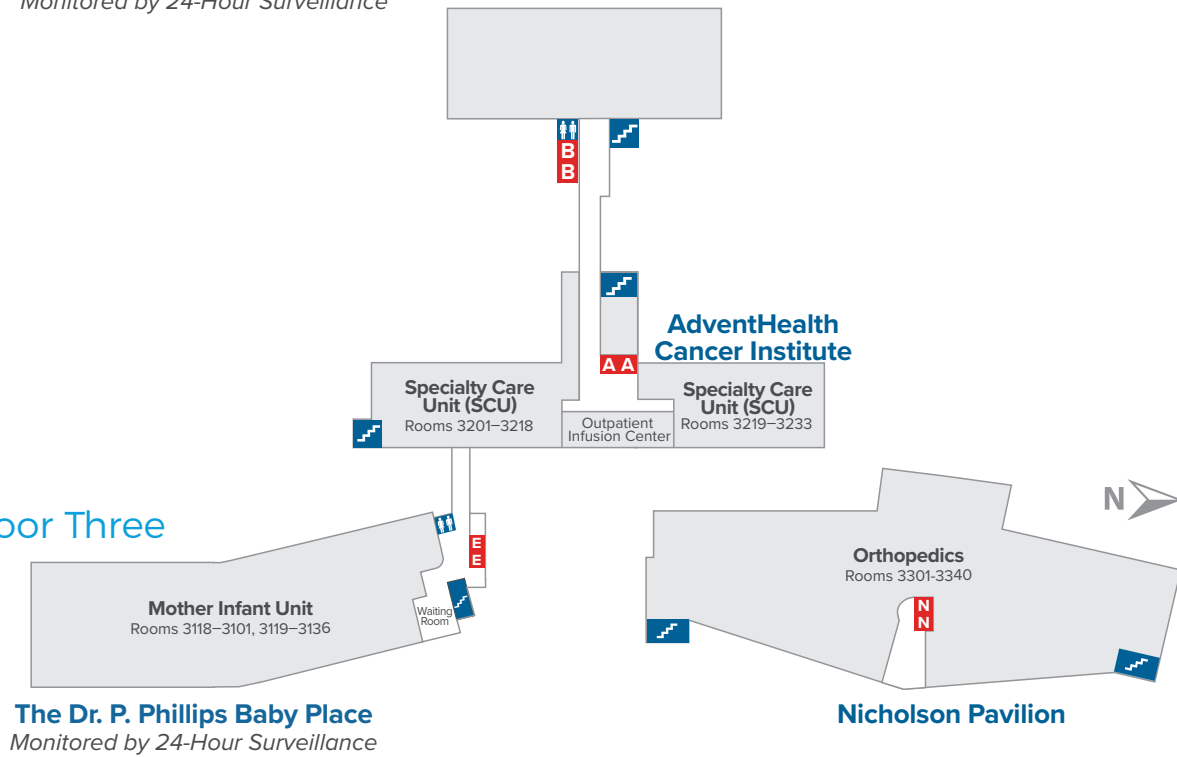 Monitored by 24-Hour Surveillance
B
B
AdventHealth
Cancer Institute
A A
Specialty Care
Unit (SCU)
Rooms 3201–3218
Outpatient
Infusion Center
Specialty Care
Unit (SCU)
Rooms 3219–3233
N
oor Three
E
E
Mother Infant Unit
Rooms 3118–3101, 3119–3136
Waiting
Room
Orthopedics
Rooms 3301-3340
N
N
The Dr. P. Phillips Baby Place
Monitored by 24-Hour Surveillance
Nicholson Pavilion